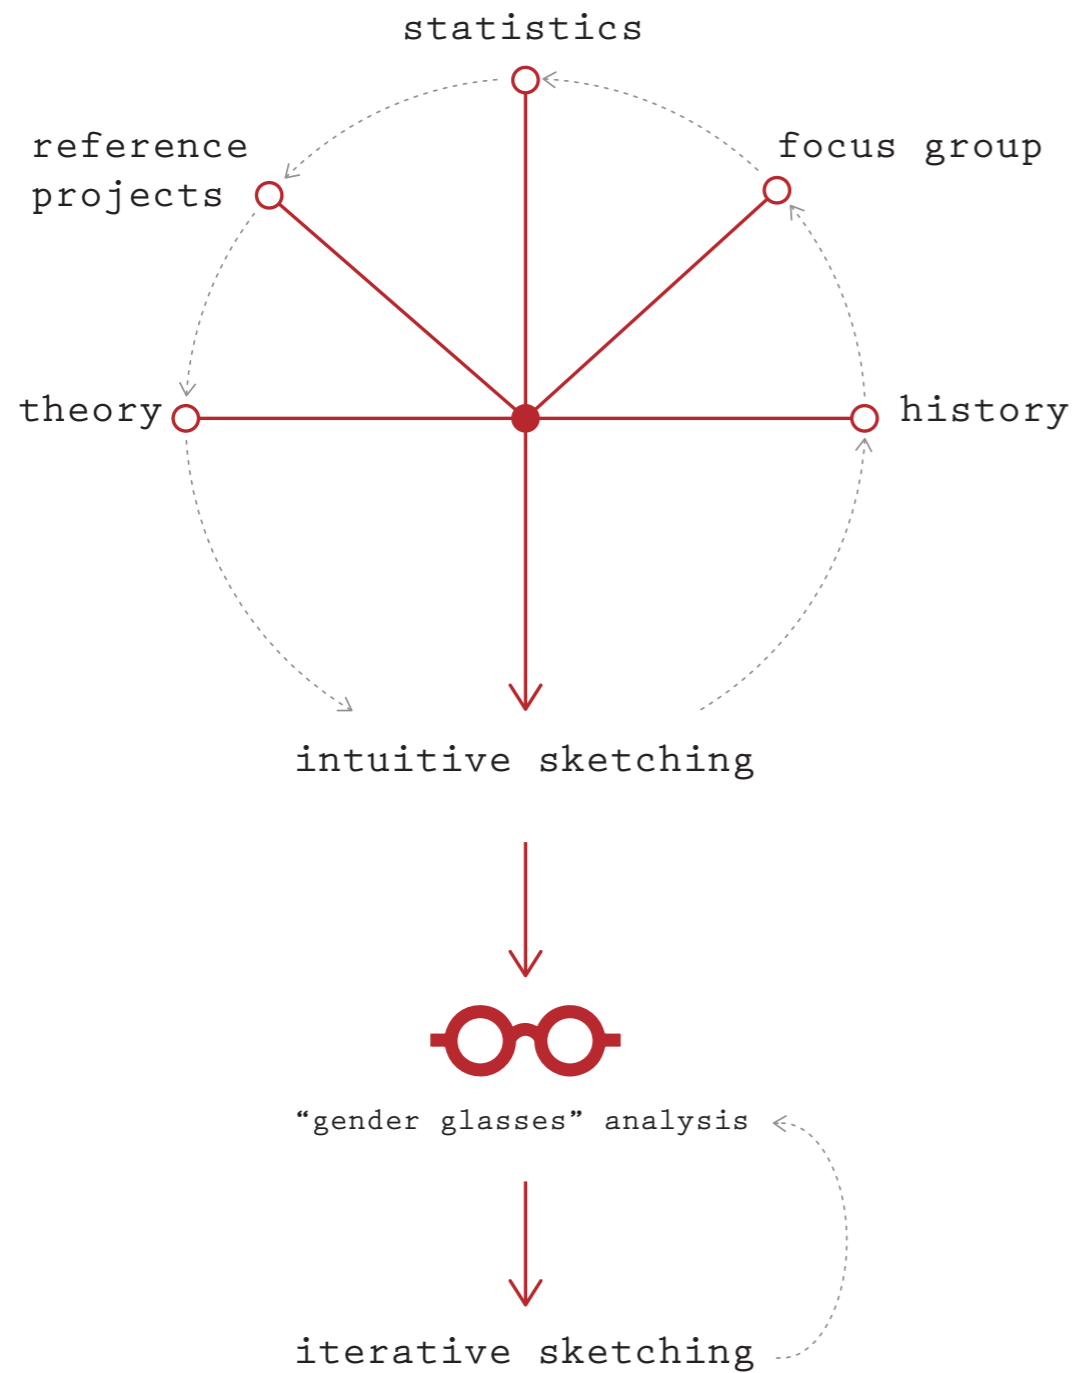 statistics
reference
projects
focus group
theory
history
intuitive sketching
“gender glasses” analysis
iterative sketching